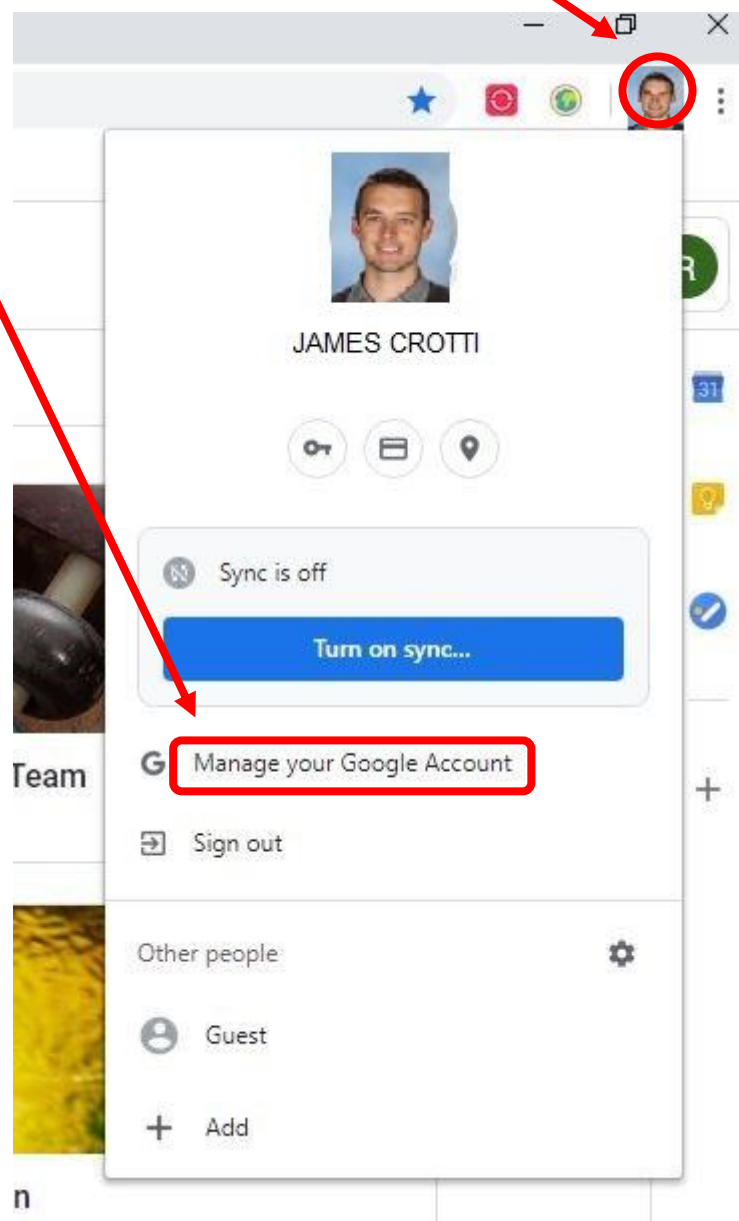 R
JAMES CROTTI
31
Sync is off
Turn on sync...
Team
G Manage your Google Account
Sign out
Other people
Guest
Add
n